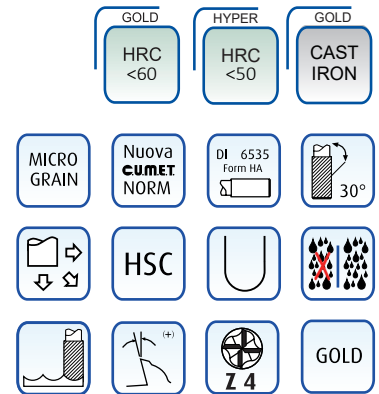 GOLD
HYPER
GOLD
HRC
<60
HRC
<50
CAST
IRON
MICRO
GRAIN
Nuova
C.U.M.E.T.
NORM
DI 6535
Form HA
30°
HSC
(+)
Z 4
GOLD